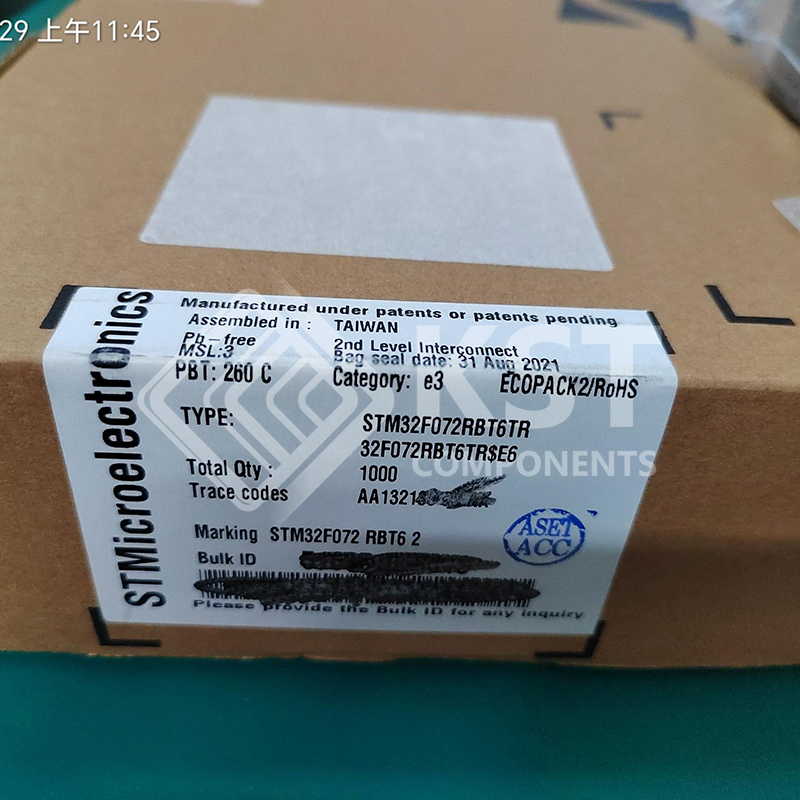 29 上午11:45
STMicroelectronics
Manufactured under patents or patents pending
Assembled in : TAIWAN
Pb-free 2nd Level Interconnect
MSL:3 Bag seal date: 31 Aug 2021
PBT: 260 C Category: e3 ECOPACK2/RoHS
TYPE: STM32F072RBT6TR
32F072RBT6TR$E6
Total Qty : 1000
Trace codes AA1321
Marking STM32F072 RBT6 2
Bulk ID
Please provide the Bulk ID for any inquiry
ASET
ACC
KST
COMPONENTS